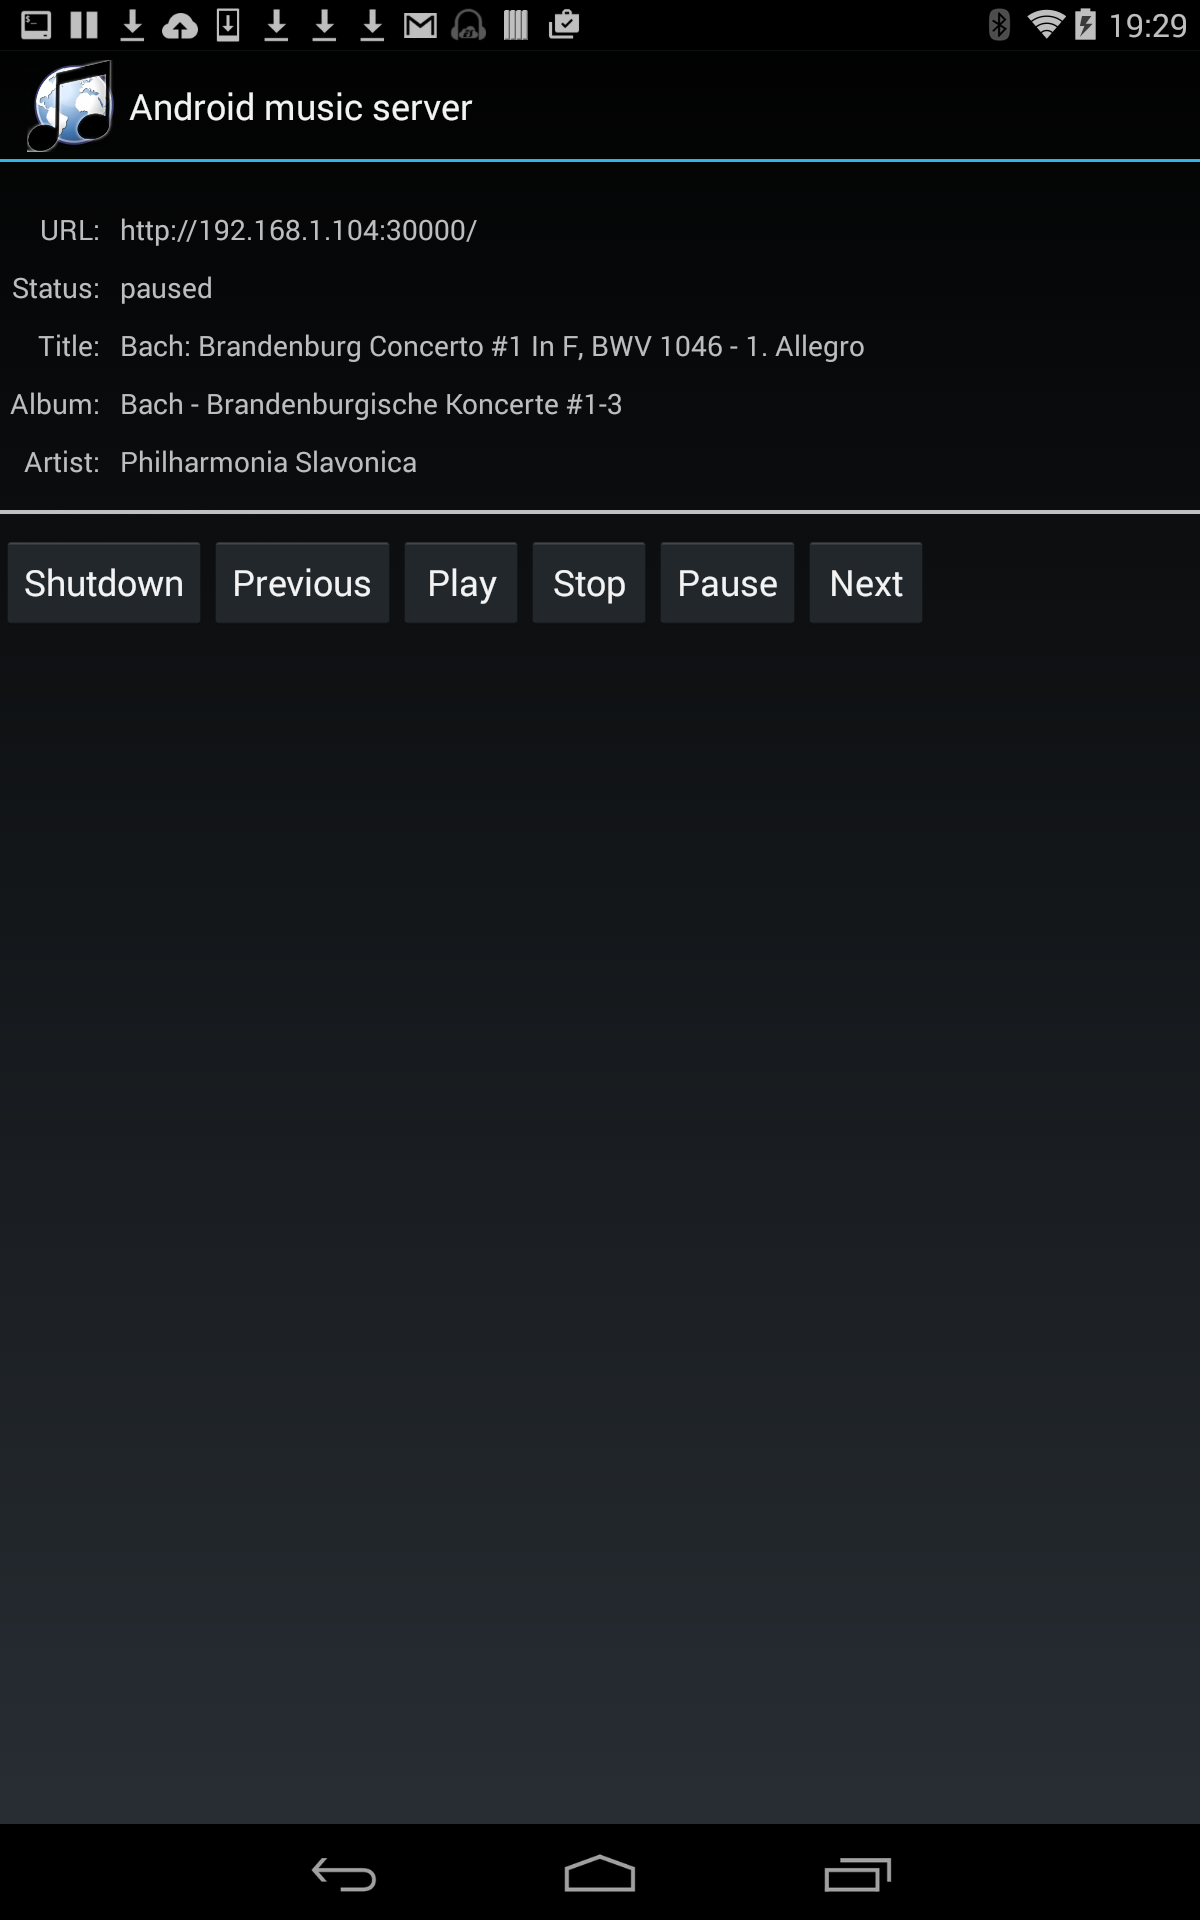 19:29
Android music server
URL: http://192.168.1.104:30000/
Status: paused
Title: Bach: Brandenburg Concerto #1 In F, BWV 1046 - 1. Allegro
Album: Bach - Brandenburgische Koncerte #1-3
Artist: Philharmonia Slavonica
Shutdown Previous Play Stop Pause Next